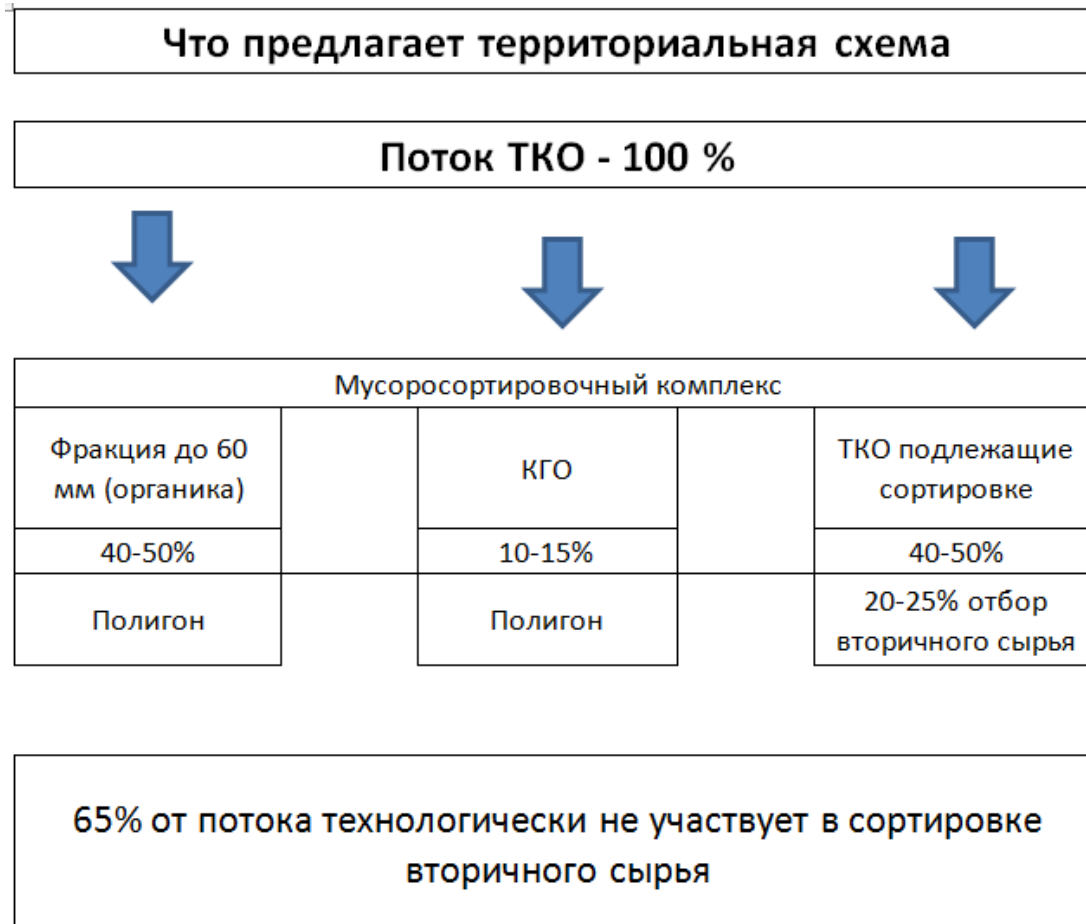 Что предлагает территориальная схема
Поток ТКО - 100 %
Мусоросортировочный комплекс
Фракция до 60
мм (органика)
КГО
ТКО подлежащие
сортировке
40-50%
10-15%
40-50%
Полигон
Полигон
20-25% отбор
вторичного сырья
65% от потока технологически не участвует в сортировке
вторичного сырья